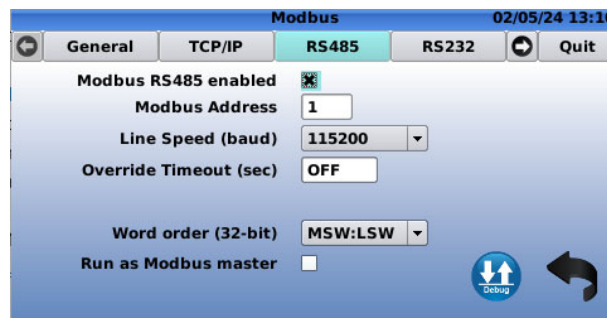 Modbus 02/05/24 13:10
General TCP/IP RS485 RS232 Quit
Modbus RS485 enabled
Modbus Address 1
Line Speed (baud) 115200
Override Timeout (sec) OFF
Word order (32-bit) MSW:LSW
Run as Modbus master
Debug